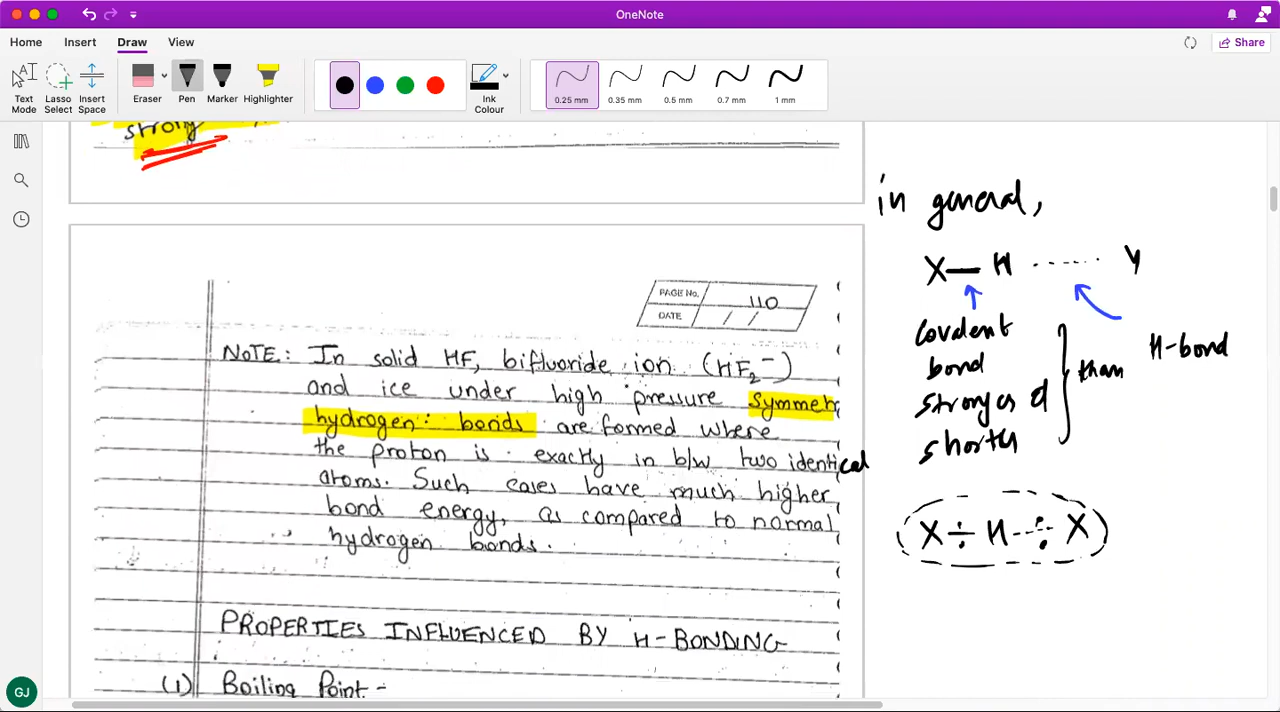 OneNote
Home Insert Draw View
Share
Text Mode
Lasso Select
Insert Space
Eraser
Pen
Marker
Highlighter
Ink Colour
0.25 mm
0.35 mm
0.5 mm
0.7 mm
1 mm
strong
PAGE No. 110
DATE / /
NOTE: In solid HF, bifluoride ion (HF2-)
and ice under high pressure symmetr
hydrogen bonds are formed where
the proton is exactly in b/w two identical
atoms. Such cases have much higher
bond energy, as compared to normal
hydrogen bonds.
PROPERTIES INFLUENCED BY H-BONDING
(1) Boiling Point -
in general,
X — H ...... Y
covalent
bond
stronger &
shorter
than
H-bond
X ÷ H ---÷ X
GJ